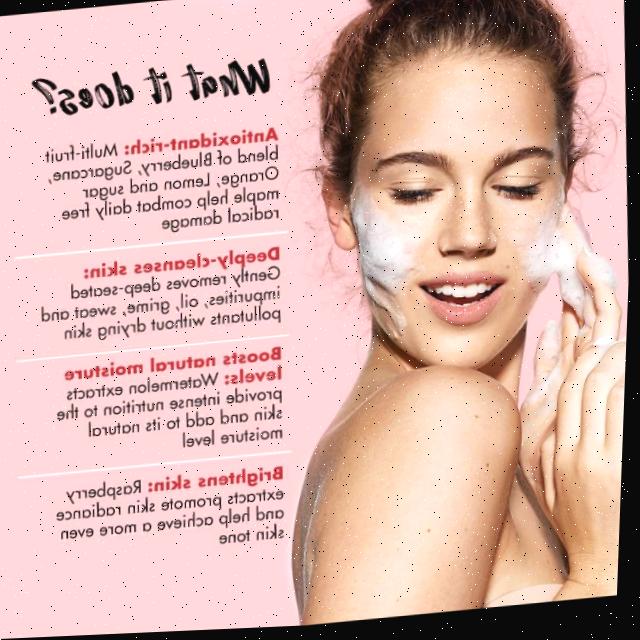 What it does?
Antioxidant-rich: Multi-fruit
blend of Blueberry, Sugarcane,
Orange, Lemon and sugar
maple help combat daily free
radical damage
Deeply-cleanses skin:
Gently removes deep-seated
impurities, oil, grime, sweat and
pollutants without drying skin
Boosts natural moisture
levels: Watermelon extracts
provide intense nutrition to the
skin and add to its natural
moisture level
Brightens skin: Raspberry
extracts promote skin radiance
and help achieve a more even
skin tone